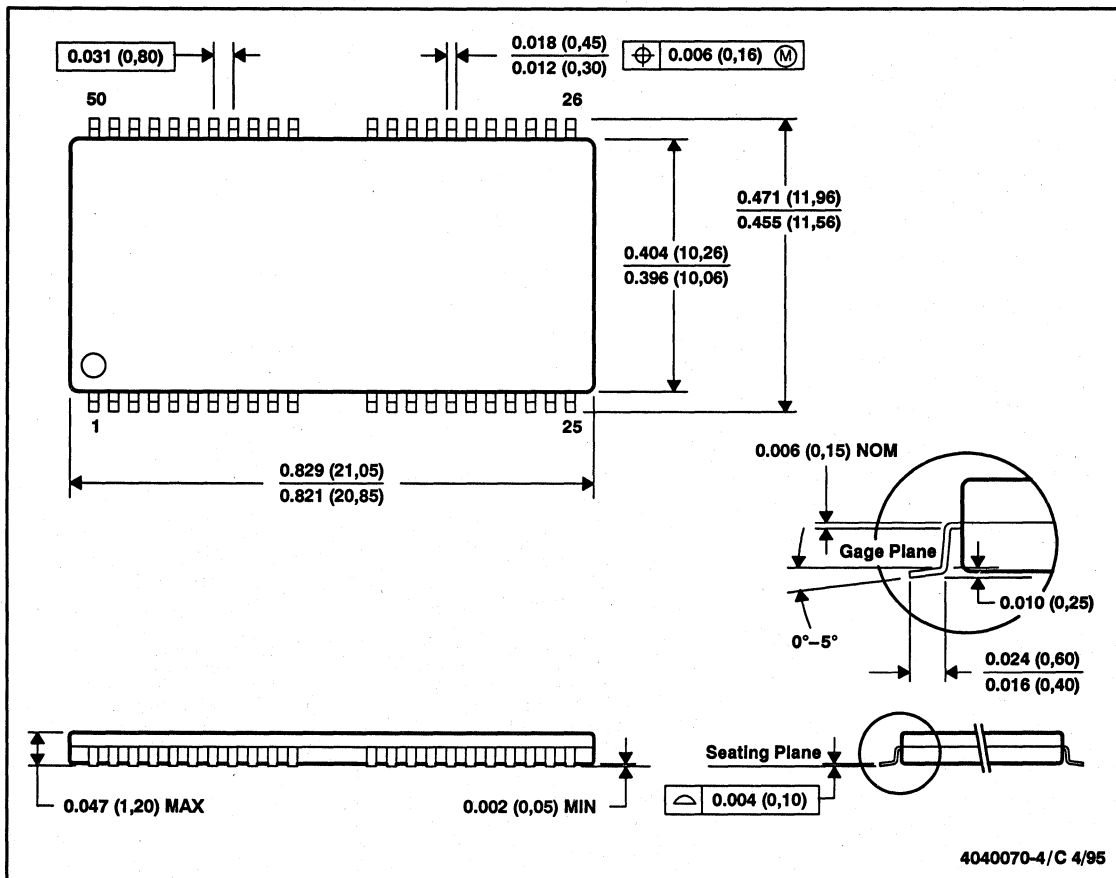 0.031 (0,80)
0.018 (0,45)
0.012 (0,30)
0.006 (0,16) Ⓜ
50
26
0.471 (11,96)
0.455 (11,56)
0.404 (10,26)
0.396 (10,06)
1
25
0.829 (21,05)
0.821 (20,85)
0.006 (0,15) NOM
Gage Plane
0.010 (0,25)
0°–5°
0.024 (0,60)
0.016 (0,40)
Seating Plane
0.047 (1,20) MAX
0.002 (0,05) MIN
0.004 (0,10)
4040070-4/C 4/95